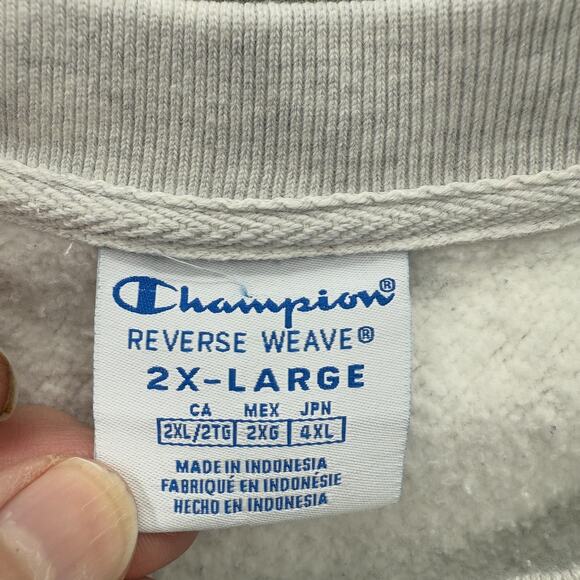 Champion®
REVERSE WEAVE®
2X-LARGE
CA MEX JPN
2XL/2TG 2XG 4XL
MADE IN INDONESIA
FABRIQUÉ EN INDONÉSIE
HECHO EN INDONESIA